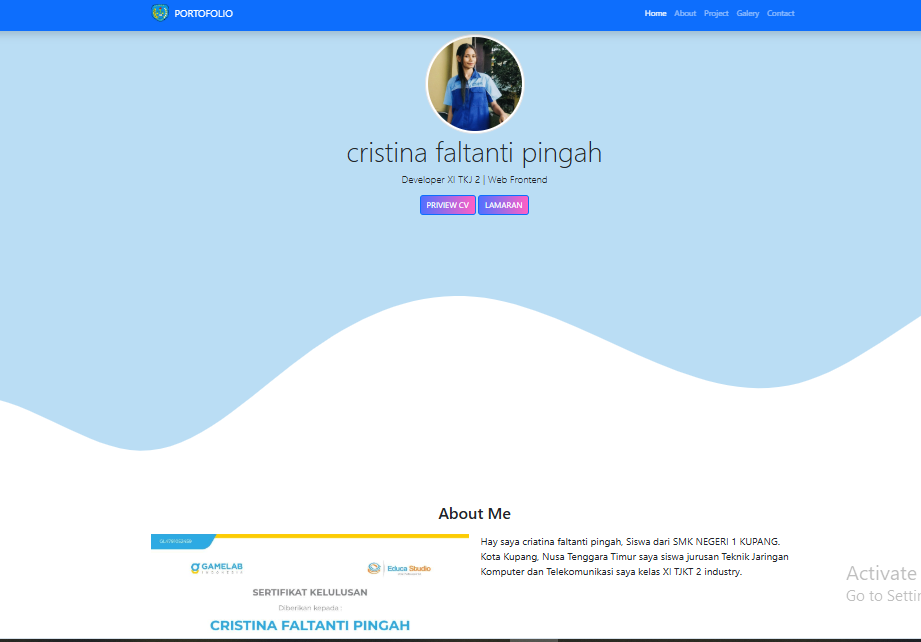 PORTOFOLIO
Home About Project Galery Contact
cristina faltanti pingah
Developer XI TKJ 2 | Web Frontend
PRIVIEW CV LAMARAN
About Me
GAMELAB
INDONESIA
Educa Studio
SERTIFIKAT KELULUSAN
Diberikan kepada :
CRISTINA FALTANTI PINGAH
Hay saya criatina faltanti pingah, Siswa dari SMK NEGERI 1 KUPANG.
Kota Kupang, Nusa Tenggara Timur saya siswa jurusan Teknik Jaringan
Komputer dan Telekomunikasi saya kelas XI TJKT 2 industry.
Activate
Go to Settin